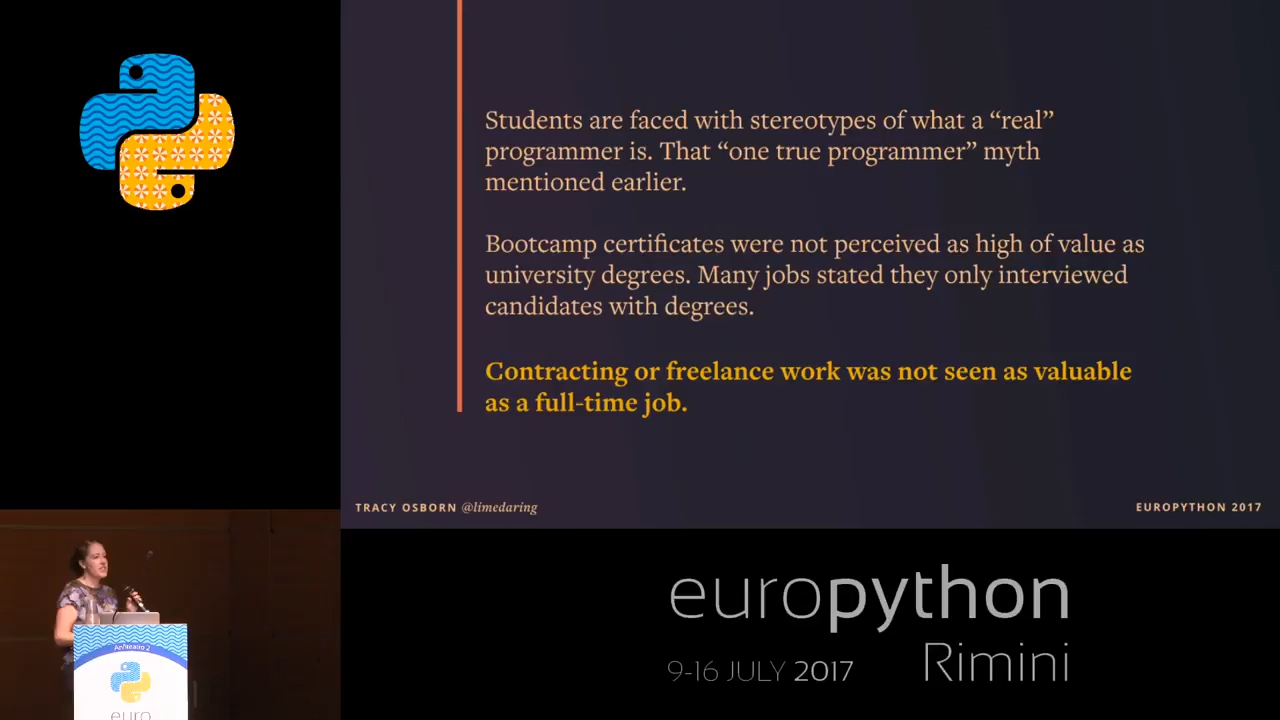 Students are faced with stereotypes of what a “real”
programmer is. That “one true programmer” myth
mentioned earlier.
Bootcamp certificates were not perceived as high of value as
university degrees. Many jobs stated they only interviewed
candidates with degrees.
Contracting or freelance work was not seen as valuable
as a full-time job.
TRACY OSBORN @limedaring
EUROPYTHON 2017
europython
Rimini
9-16 JULY 2017
Anfiteatro 2
euro